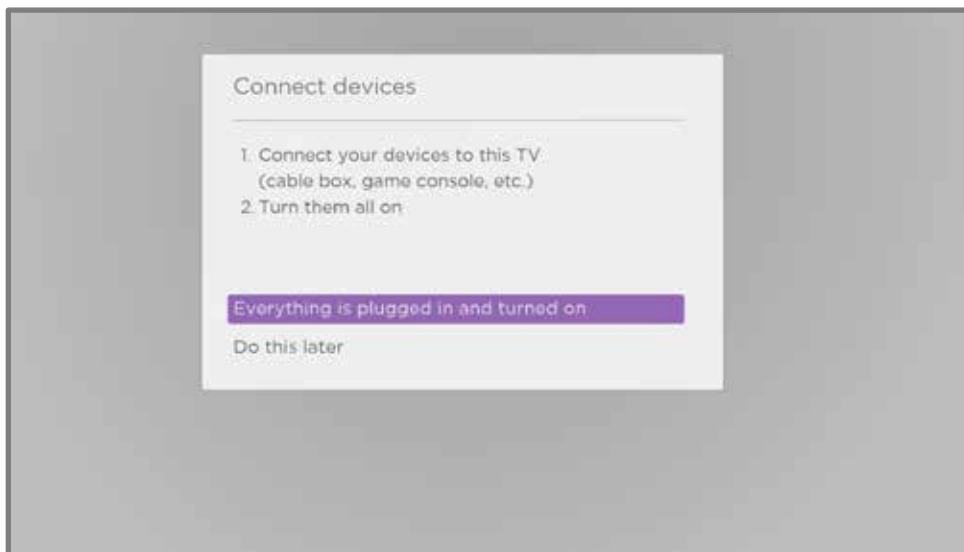 Connect devices
1. Connect your devices to this TV
(cable box, game console, etc.)
2. Turn them all on
Everything is plugged in and turned on
Do this later